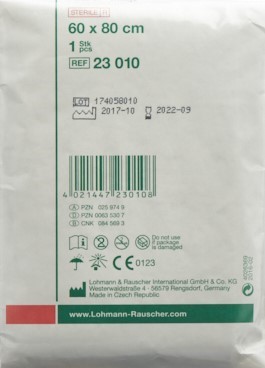 STERILE R
60 x 80 cm
1 Stk
pcs
REF 23 010
LOT 174058010
2017-10 2022-09
4 021447 230108
A PZN 025 974 9
D PZN 0063 530 7
B CNK 084 569 3
Do not use
if package
is damaged
CE 0123
Lohmann & Rauscher International GmbH & Co. KG
Westerwaldstraße 4 · 56579 Rengsdorf, Germany
Made in Czech Republic.
www.Lohmann-Rauscher.com